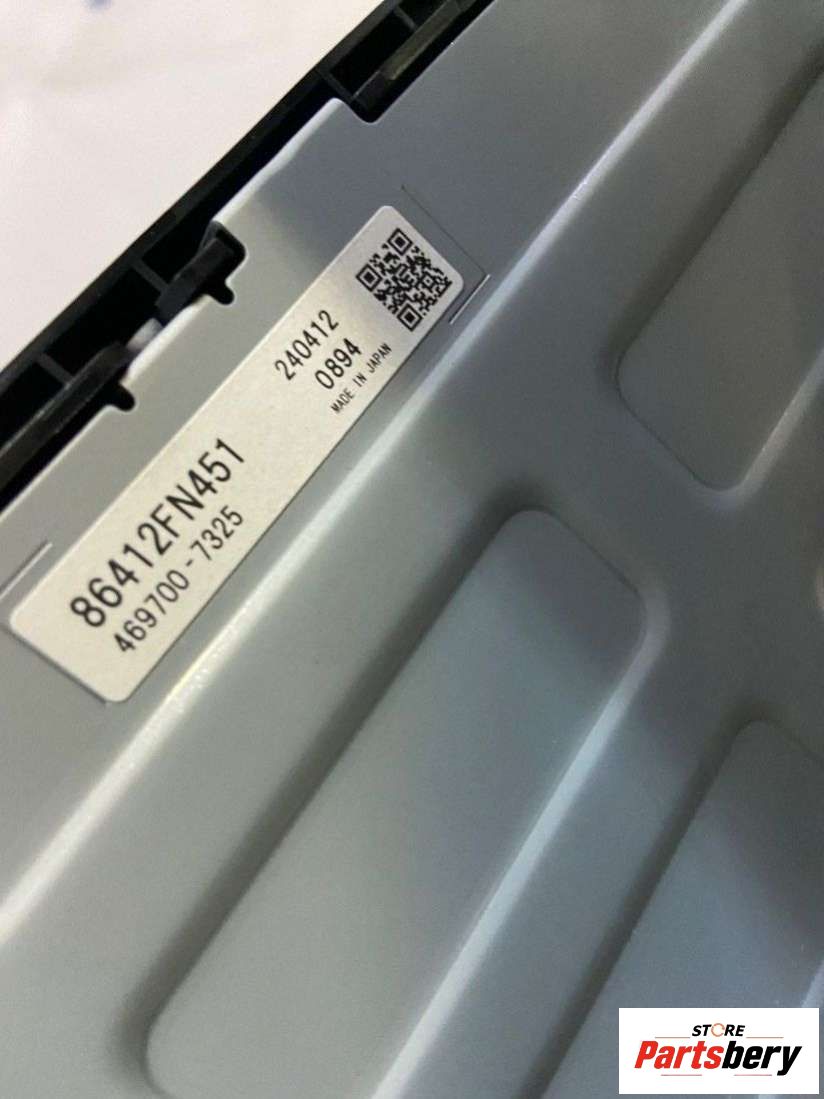 86412FN451
469700-7325
240412
0894
MADE IN JAPAN
STORE
Partsbery